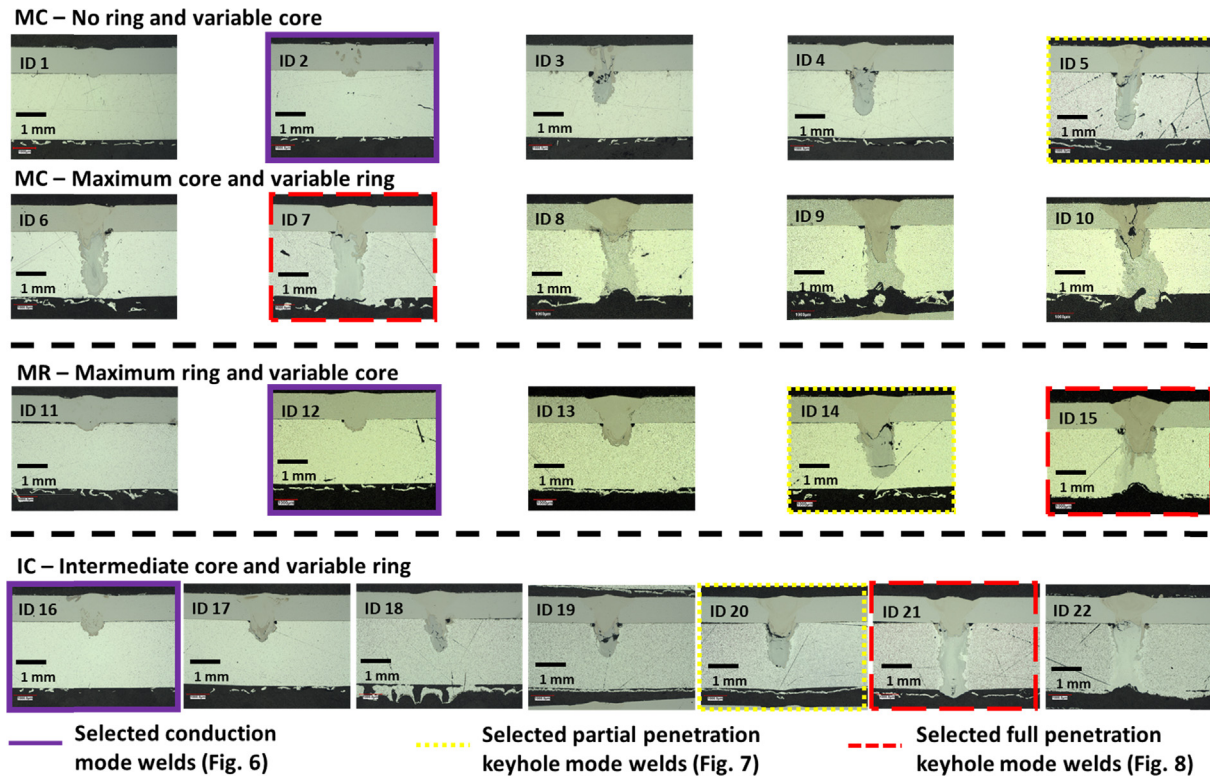 MC – No ring and variable core
ID 1
ID 2
ID 3
ID 4
ID 5
1 mm
1 mm
1 mm
1 mm
1 mm
MC – Maximum core and variable ring
ID 6
ID 7
ID 8
ID 9
ID 10
1 mm
1 mm
1 mm
1 mm
1 mm
MR – Maximum ring and variable core
ID 11
ID 12
ID 13
ID 14
ID 15
1 mm
1 mm
1 mm
1 mm
1 mm
IC – Intermediate core and variable ring
ID 16
ID 17
ID 18
ID 19
ID 20
ID 21
ID 22
1 mm
1 mm
1 mm
1 mm
1 mm
1 mm
1 mm
Selected conduction
mode welds (Fig. 6)
Selected partial penetration
keyhole mode welds (Fig. 7)
Selected full penetration
keyhole mode welds (Fig. 8)